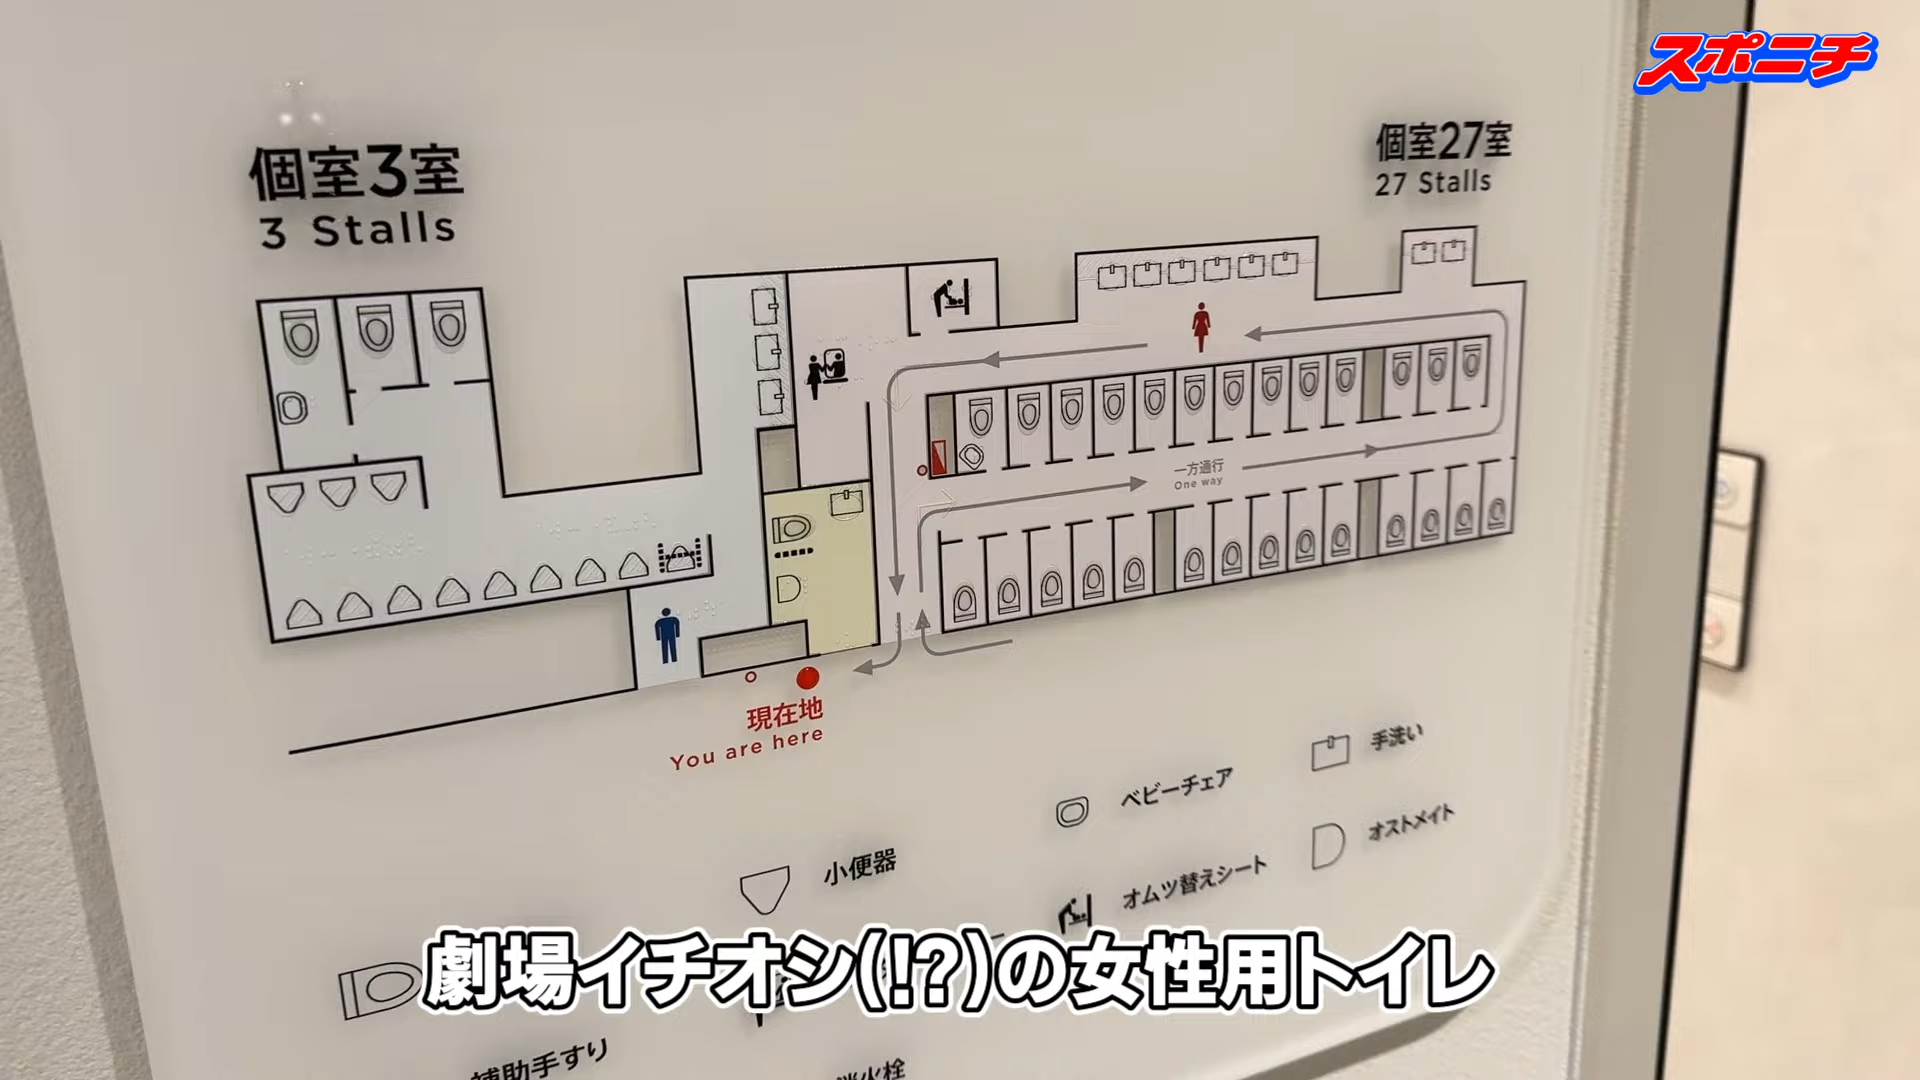 スポニチ
個室3室
3 Stalls
個室27室
27 Stalls
一方通行
One way
現在地
You are here
手洗い
ベビーチェア
オストメイト
小便器
オムツ替えシート
劇場イチオシ(!?)の女性用トイレ
補助手すり
消火栓